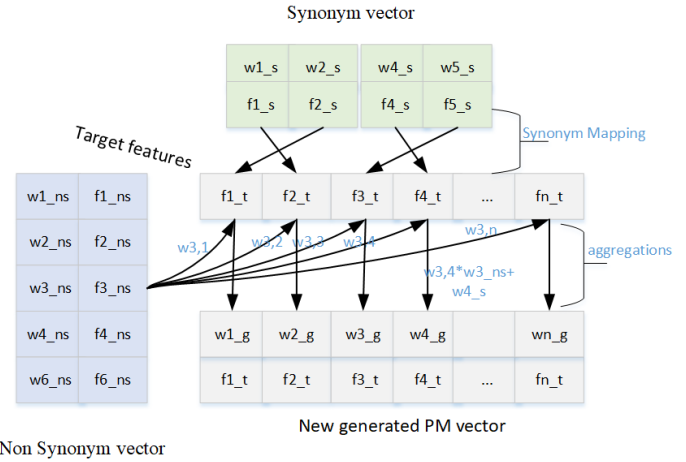 Synonym vector
w1_s w2_s w4_s w5_s
f1_s f2_s f4_s f5_s
Synonym Mapping
Target features
f1_t f2_t f3_t f4_t ... fn_t
w1_ns f1_ns
w2_ns f2_ns
w3_ns f3_ns
w4_ns f4_ns
w6_ns f6_ns
w3,1 w3,2 w3,3 w3,4 w3,n
aggregations
w3,4*w3_ns+
w4_s
w1_g w2_g w3_g w4_g wn_g
f1_t f2_t f3_t f4_t ... fn_t
New generated PM vector
Non Synonym vector